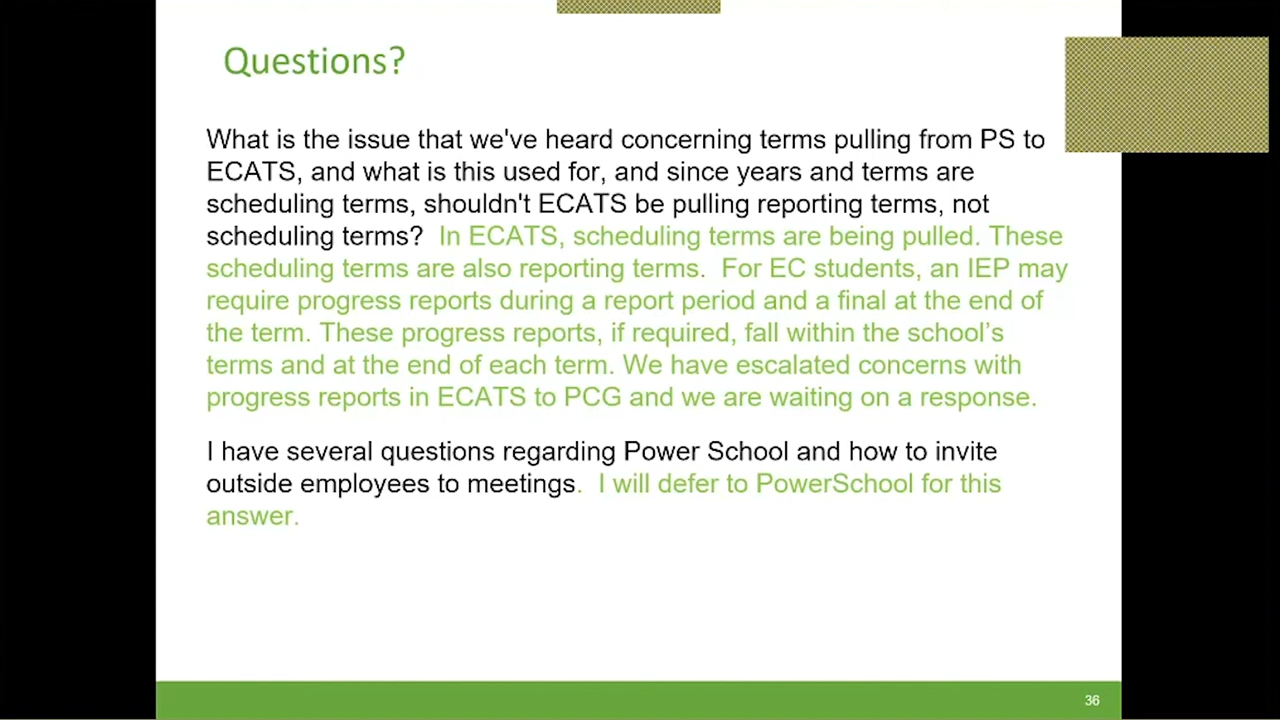 Questions?
What is the issue that we've heard concerning terms pulling from PS to
ECATS, and what is this used for, and since years and terms are
scheduling terms, shouldn't ECATS be pulling reporting terms, not
scheduling terms?  In ECATS, scheduling terms are being pulled. These
scheduling terms are also reporting terms.  For EC students, an IEP may
require progress reports during a report period and a final at the end of
the term. These progress reports, if required, fall within the school’s
terms and at the end of each term. We have escalated concerns with
progress reports in ECATS to PCG and we are waiting on a response.
I have several questions regarding Power School and how to invite
outside employees to meetings.  I will defer to PowerSchool for this
answer.
36